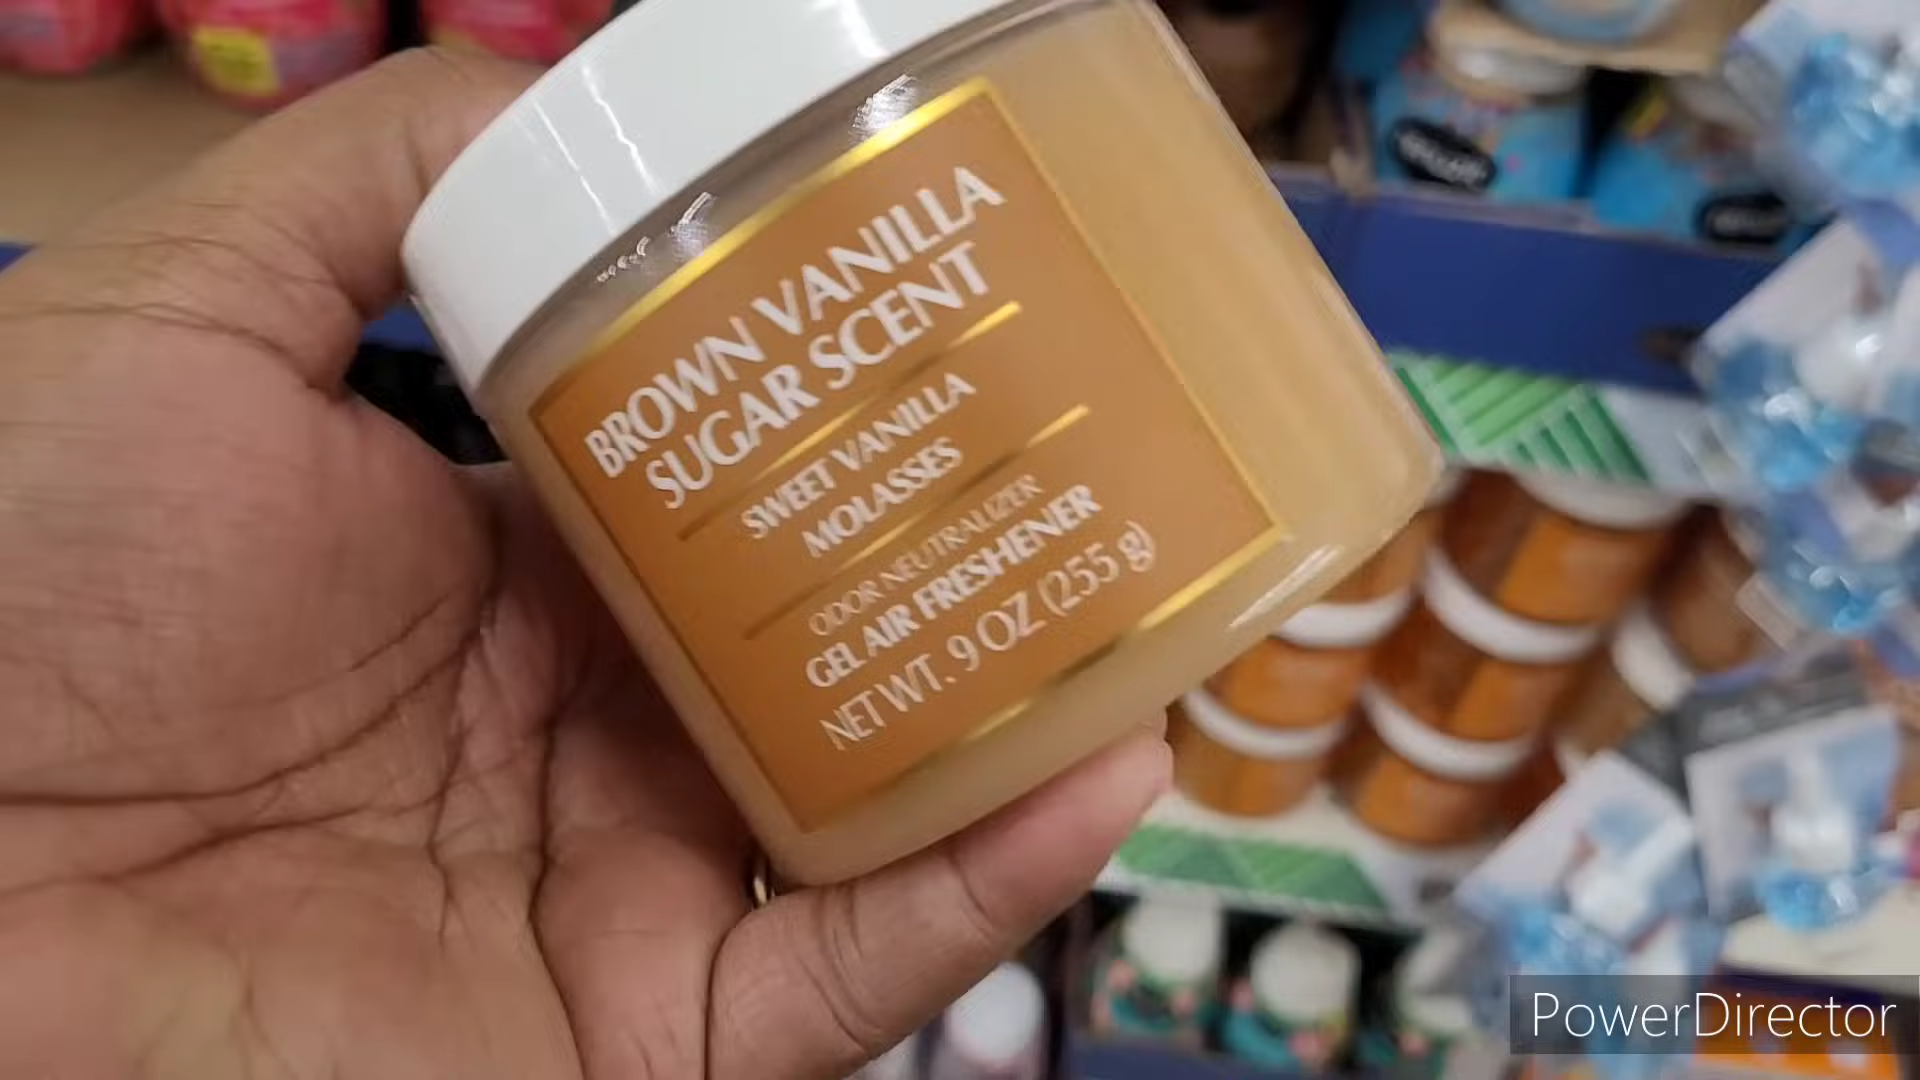 BROWN VANILLA
SUGAR SCENT
SWEET VANILLA
MOLASSES
ODOR NEUTRALIZER
GEL AIR FRESHENER
NET WT. 9 OZ (255 g)
PowerDirector